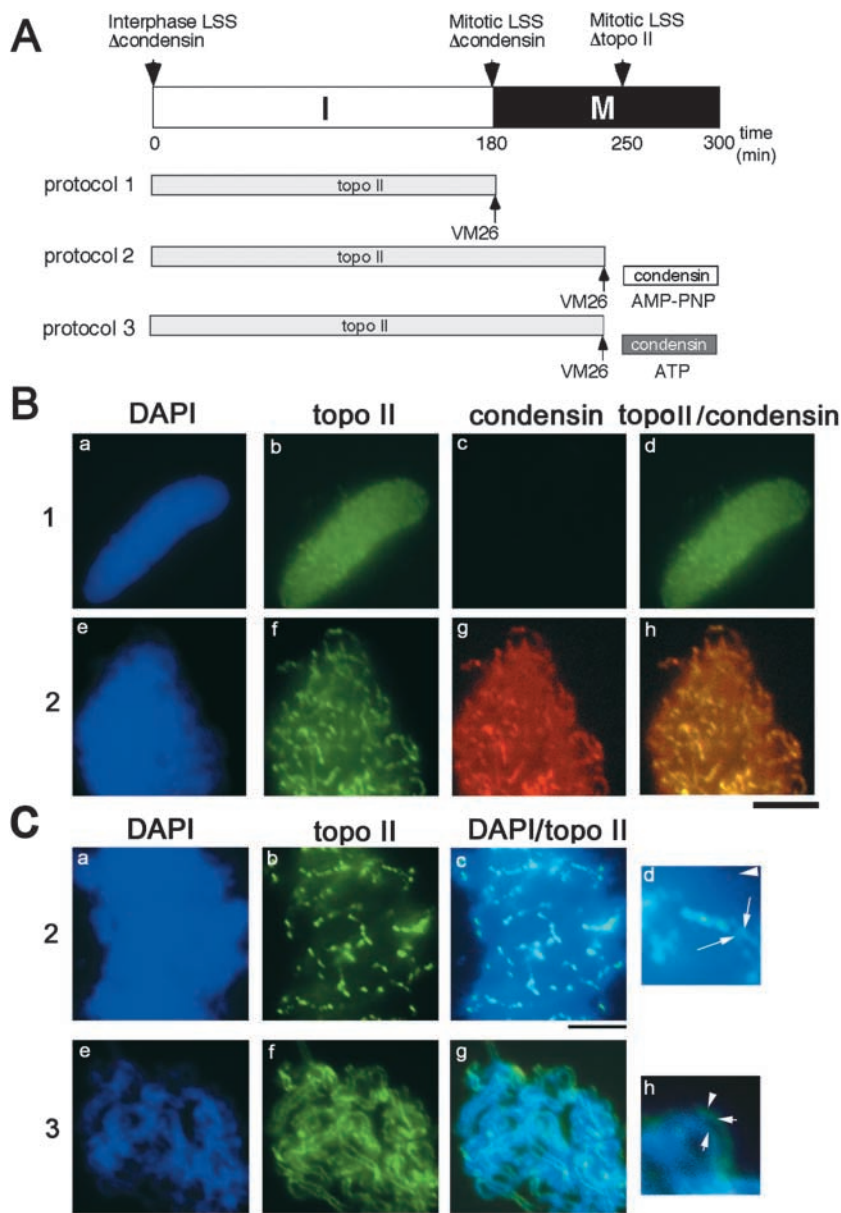 A
Interphase LSS
Δcondensin
Mitotic LSS
Δcondensin
Mitotic LSS
Δtopo II
I
M
0
180
250
300
time
(min)
protocol 1
topo II
VM26
protocol 2
topo II
VM26
condensin
AMP-PNP
protocol 3
topo II
VM26
condensin
ATP
B
DAPI
topo II
condensin
topoII/condensin
1
a
b
c
d
2
e
f
g
h
C
DAPI
topo II
DAPI/topo II
2
a
b
c
d
3
e
f
g
h